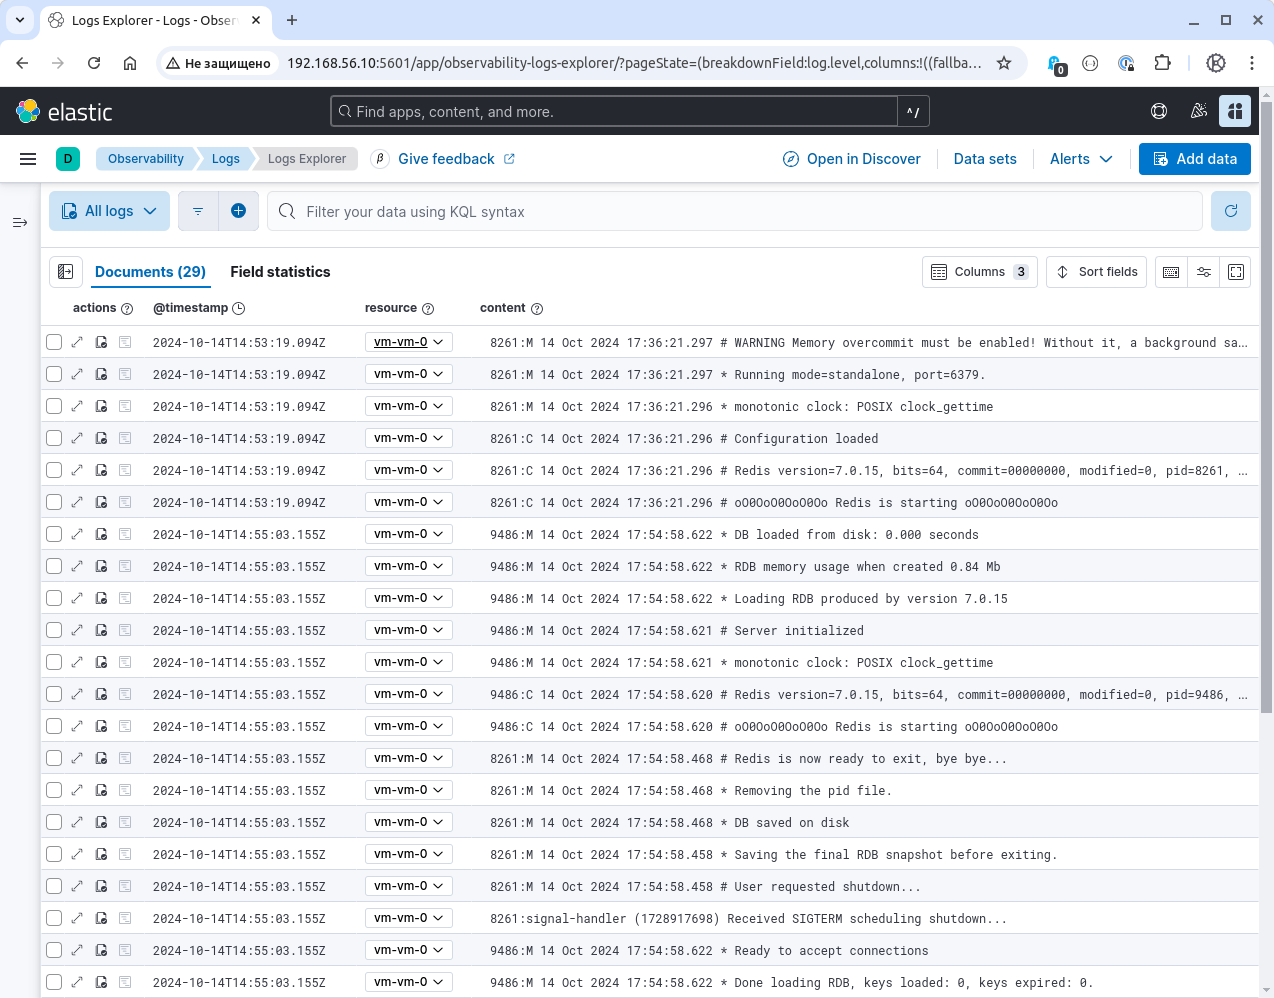 Logs Explorer - Logs - Obser
Не защищено
192.168.56.10:5601/app/observability-logs-explorer/?pageState=(breakdownField:log.level,columns:!((fallba...
0
elastic
Find apps, content, and more.
^/
D
Observability
Logs
Logs Explorer
β
Give feedback
Open in Discover
Data sets
Alerts
Add data
All logs
Filter your data using KQL syntax
Documents (29)
Field statistics
Columns 3
Sort fields
actions @timestamp resource content
2024-10-14T14:53:19.094Z vm-vm-0 8261:M 14 Oct 2024 17:36:21.297 # WARNING Memory overcommit must be enabled! Without it, a background sa...
2024-10-14T14:53:19.094Z vm-vm-0 8261:M 14 Oct 2024 17:36:21.297 * Running mode=standalone, port=6379.
2024-10-14T14:53:19.094Z vm-vm-0 8261:M 14 Oct 2024 17:36:21.296 * monotonic clock: POSIX clock_gettime
2024-10-14T14:53:19.094Z vm-vm-0 8261:C 14 Oct 2024 17:36:21.296 # Configuration loaded
2024-10-14T14:53:19.094Z vm-vm-0 8261:C 14 Oct 2024 17:36:21.296 # Redis version=7.0.15, bits=64, commit=00000000, modified=0, pid=8261, ...
2024-10-14T14:53:19.094Z vm-vm-0 8261:C 14 Oct 2024 17:36:21.296 # oO0OoO0OoO0Oo Redis is starting oO0OoO0OoO0Oo
2024-10-14T14:55:03.155Z vm-vm-0 9486:M 14 Oct 2024 17:54:58.622 * DB loaded from disk: 0.000 seconds
2024-10-14T14:55:03.155Z vm-vm-0 9486:M 14 Oct 2024 17:54:58.622 * RDB memory usage when created 0.84 Mb
2024-10-14T14:55:03.155Z vm-vm-0 9486:M 14 Oct 2024 17:54:58.622 * Loading RDB produced by version 7.0.15
2024-10-14T14:55:03.155Z vm-vm-0 9486:M 14 Oct 2024 17:54:58.621 # Server initialized
2024-10-14T14:55:03.155Z vm-vm-0 9486:M 14 Oct 2024 17:54:58.621 * monotonic clock: POSIX clock_gettime
2024-10-14T14:55:03.155Z vm-vm-0 9486:C 14 Oct 2024 17:54:58.620 # Redis version=7.0.15, bits=64, commit=00000000, modified=0, pid=9486, ...
2024-10-14T14:55:03.155Z vm-vm-0 9486:C 14 Oct 2024 17:54:58.620 # oO0OoO0OoO0Oo Redis is starting oO0OoO0OoO0Oo
2024-10-14T14:55:03.155Z vm-vm-0 8261:M 14 Oct 2024 17:54:58.468 # Redis is now ready to exit, bye bye...
2024-10-14T14:55:03.155Z vm-vm-0 8261:M 14 Oct 2024 17:54:58.468 * Removing the pid file.
2024-10-14T14:55:03.155Z vm-vm-0 8261:M 14 Oct 2024 17:54:58.468 * DB saved on disk
2024-10-14T14:55:03.155Z vm-vm-0 8261:M 14 Oct 2024 17:54:58.458 * Saving the final RDB snapshot before exiting.
2024-10-14T14:55:03.155Z vm-vm-0 8261:M 14 Oct 2024 17:54:58.458 # User requested shutdown...
2024-10-14T14:55:03.155Z vm-vm-0 8261:signal-handler (1728917698) Received SIGTERM scheduling shutdown...
2024-10-14T14:55:03.155Z vm-vm-0 9486:M 14 Oct 2024 17:54:58.622 * Ready to accept connections
2024-10-14T14:55:03.155Z vm-vm-0 9486:M 14 Oct 2024 17:54:58.622 * Done loading RDB, keys loaded: 0, keys expired: 0.